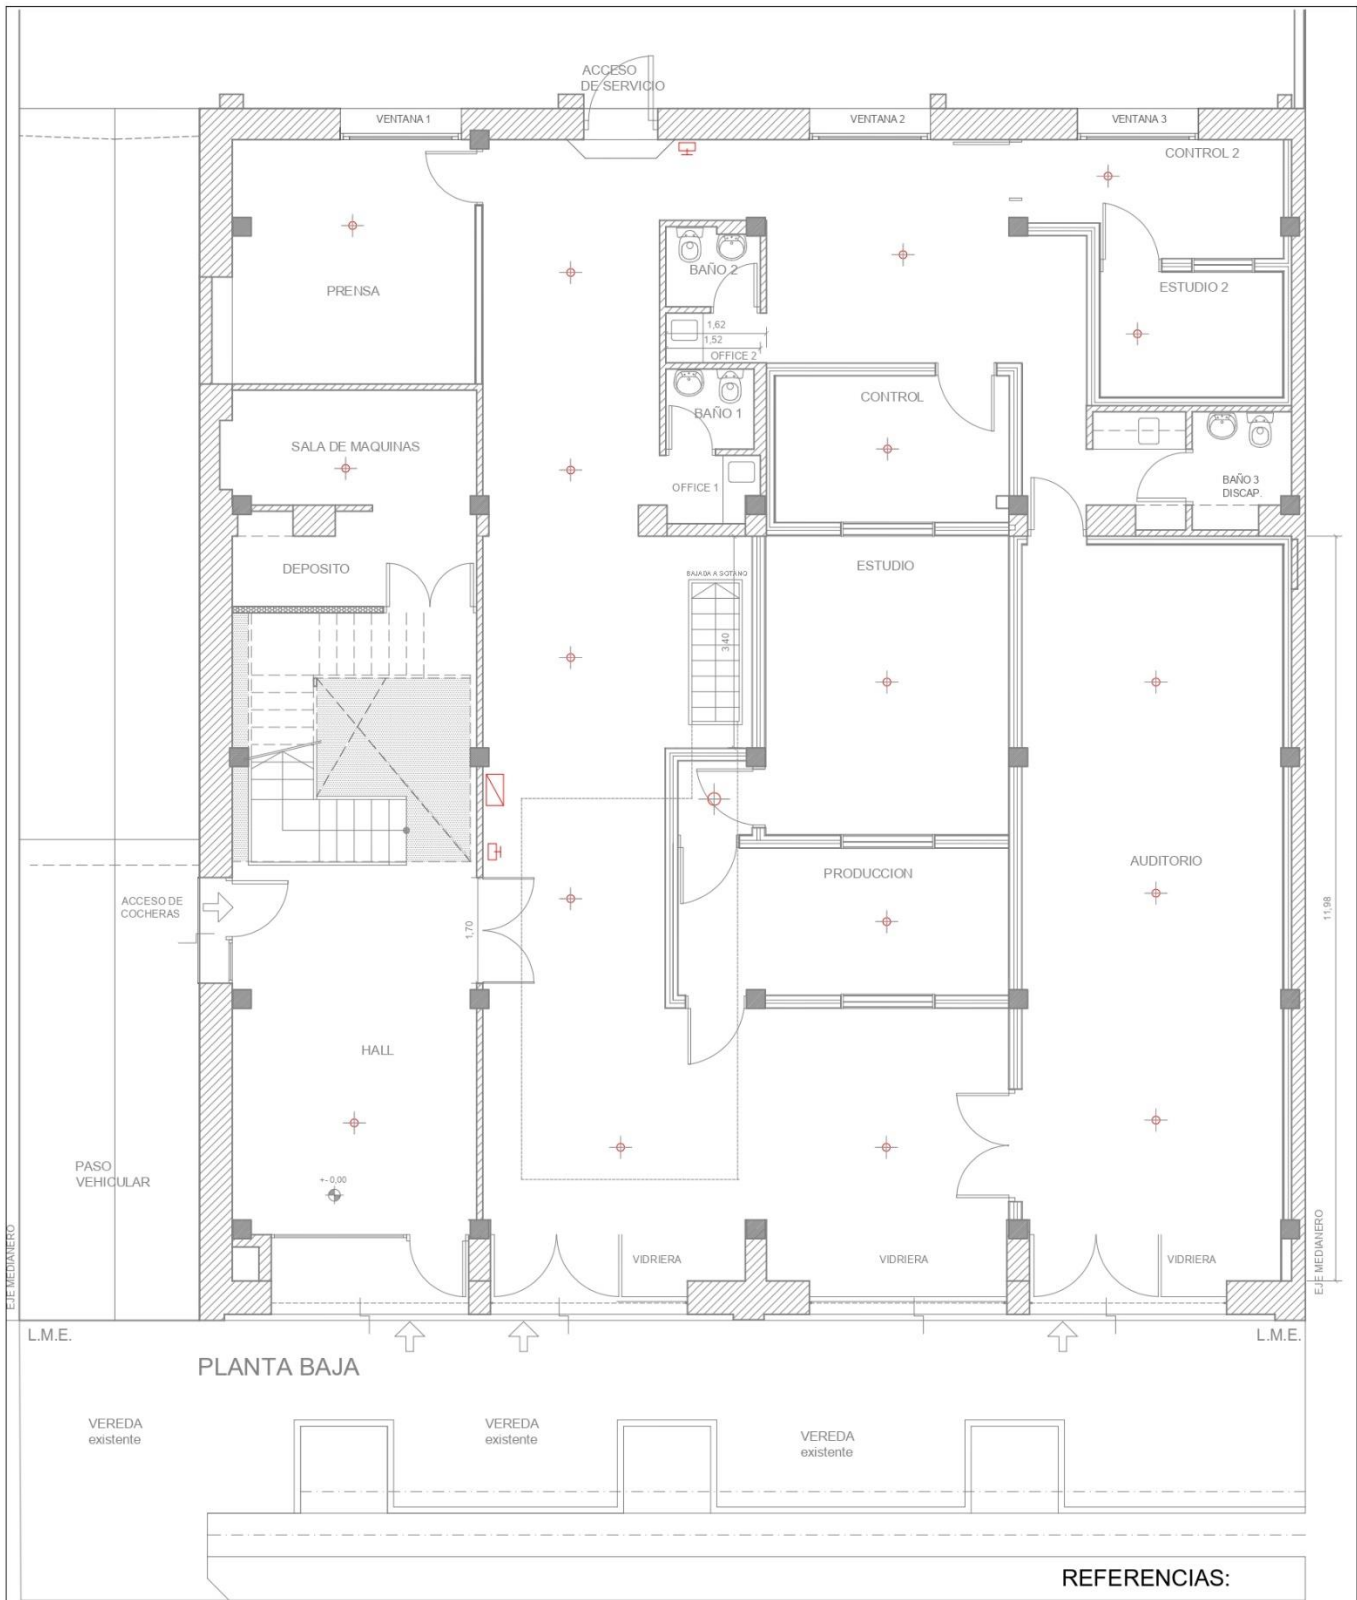 ACCESO
DE SERVICIO
VENTANA 1
VENTANA 2
VENTANA 3
CONTROL 2
BAÑO 2
PRENSA
ESTUDIO 2
1,62
1,52
OFFICE 2
CONTROL
BAÑO 1
SALA DE MAQUINAS
OFFICE 1
BAÑO 3
DISCAP.
DEPOSITO
ESTUDIO
BAJADA A SOTANO
3,40
PRODUCCION
AUDITORIO
ACCESO DE
COCHERAS
1,70
11,98
HALL
PASO
VEHICULAR
+-0,00
EJE MEDIANERO
VIDRIERA
VIDRIERA
VIDRIERA
EJE MEDIANERO
L.M.E.
L.M.E.
PLANTA BAJA
VEREDA
existente
VEREDA
existente
VEREDA
existente
REFERENCIAS: